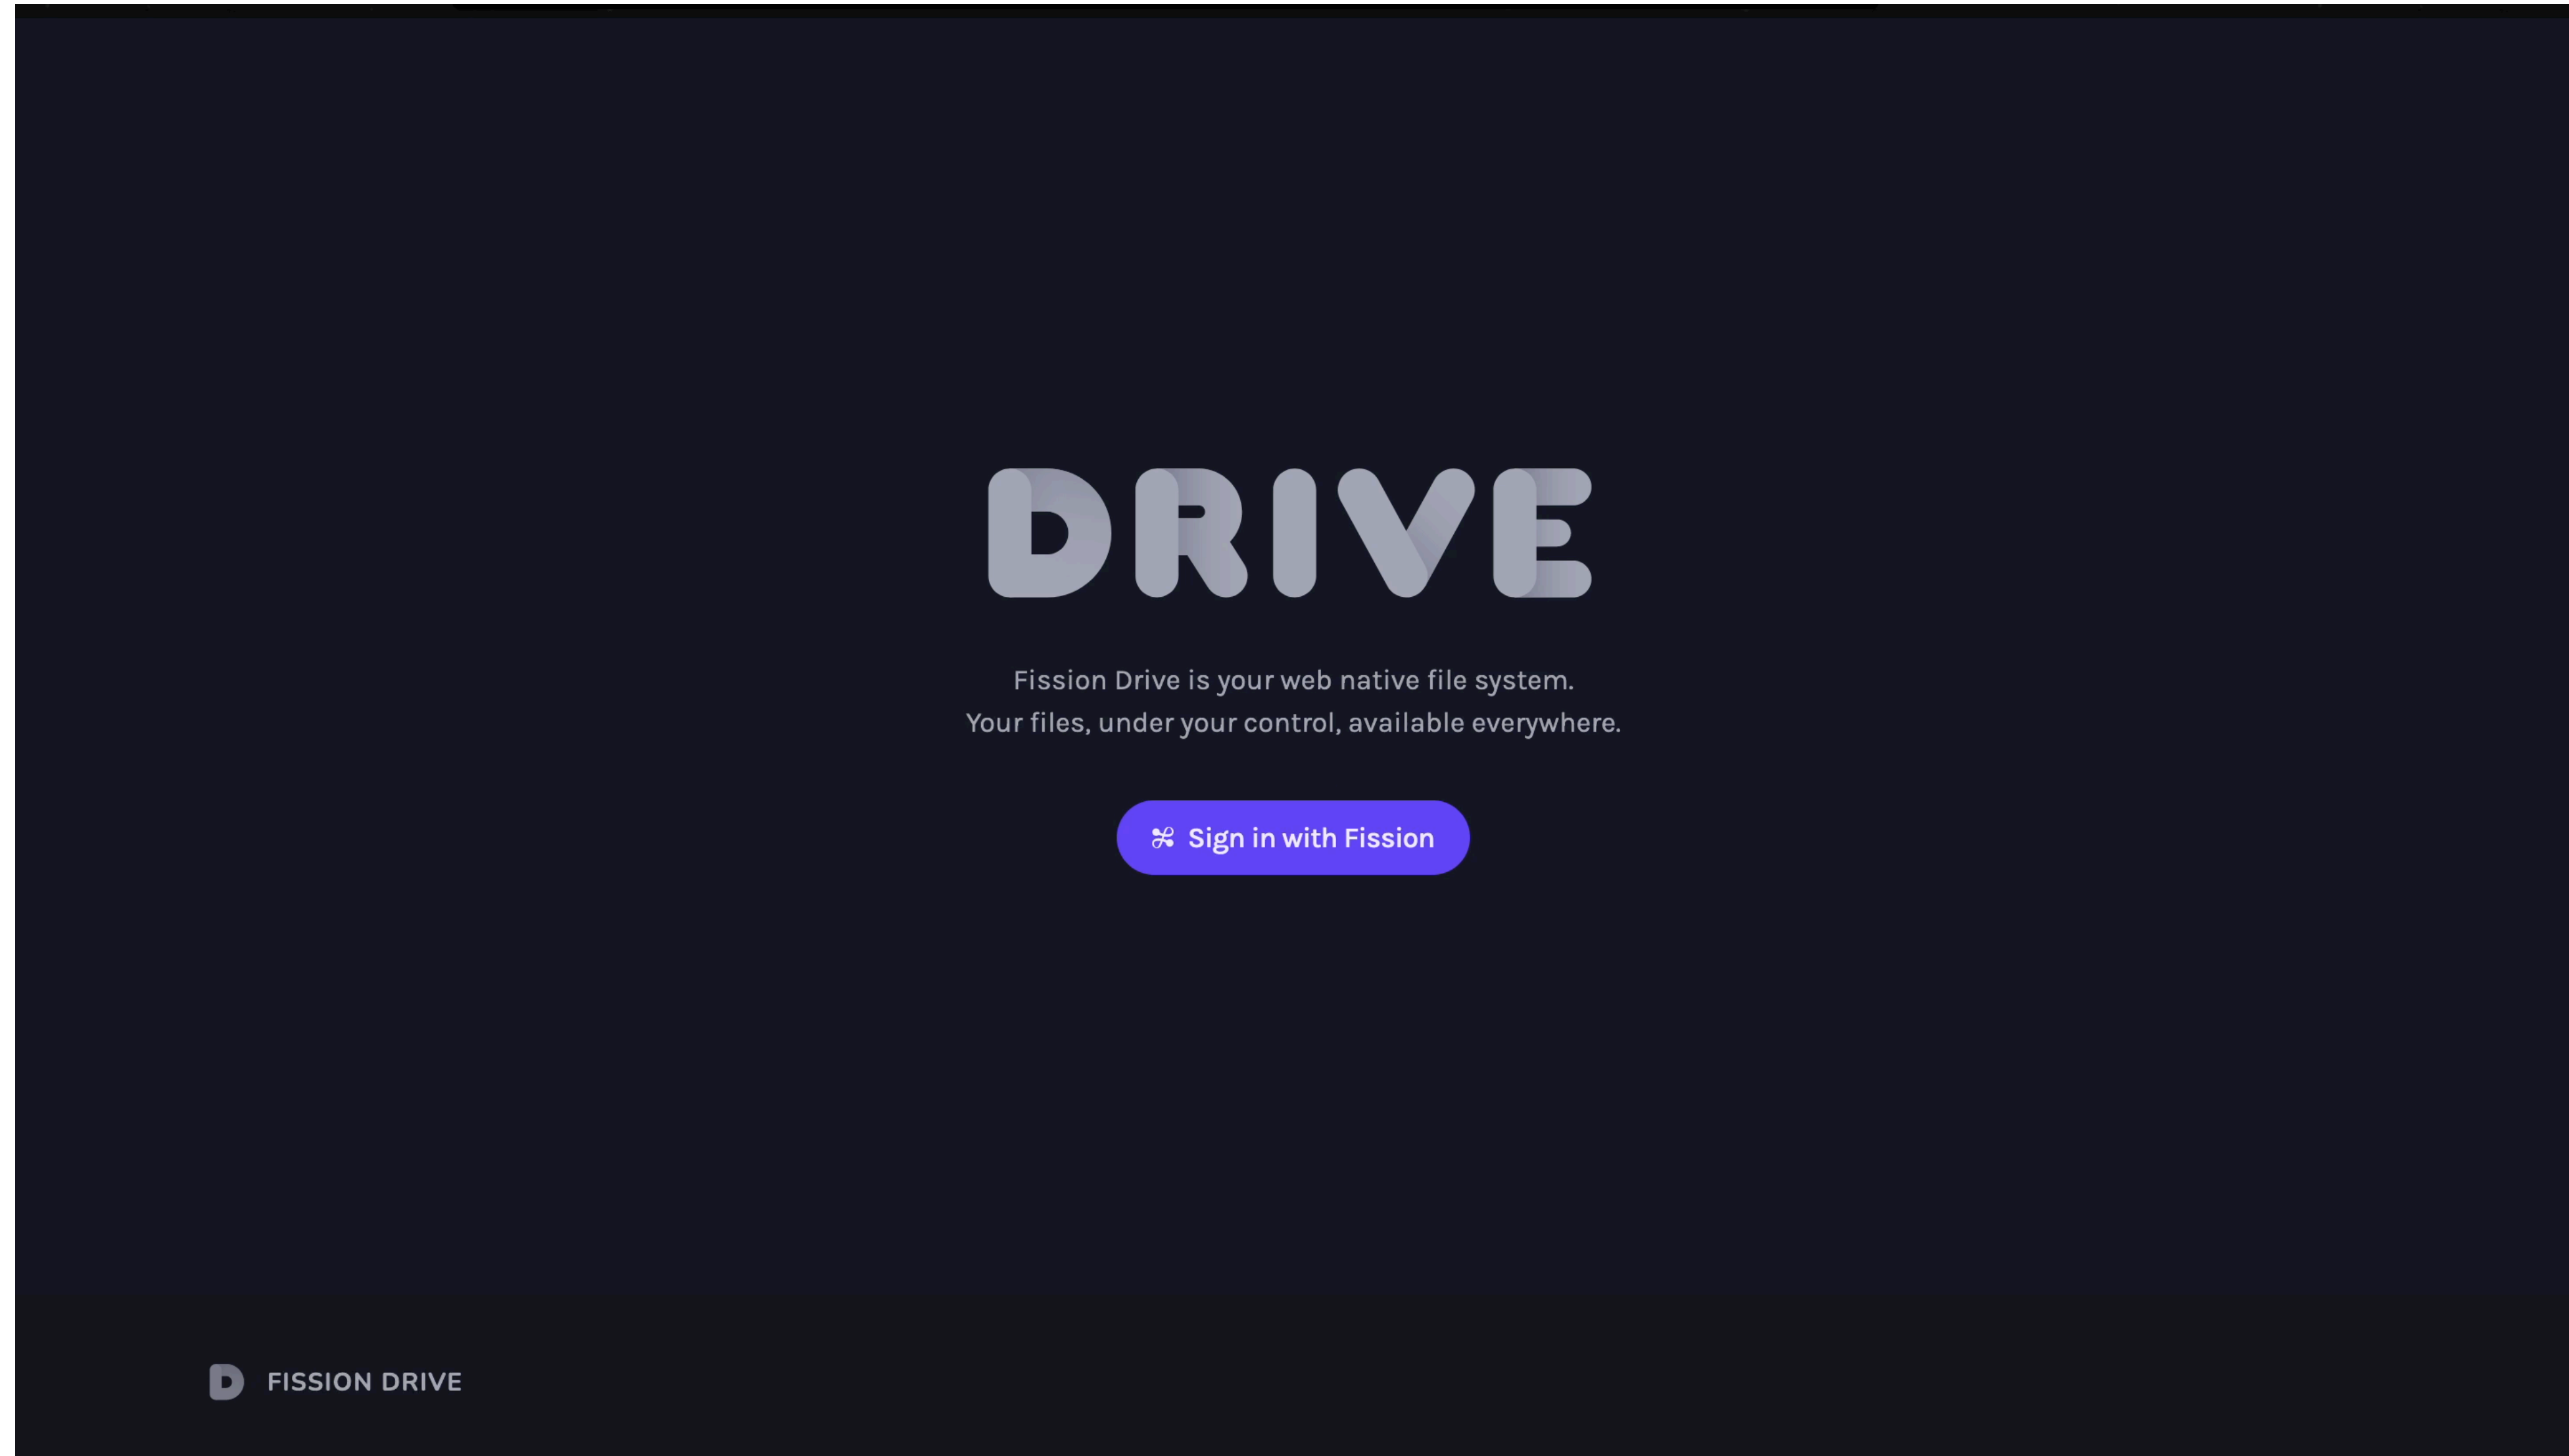 DRIVE
Fission Drive is your web native file system.
Your files, under your control, available everywhere.
Sign in with Fission
FISSION DRIVE